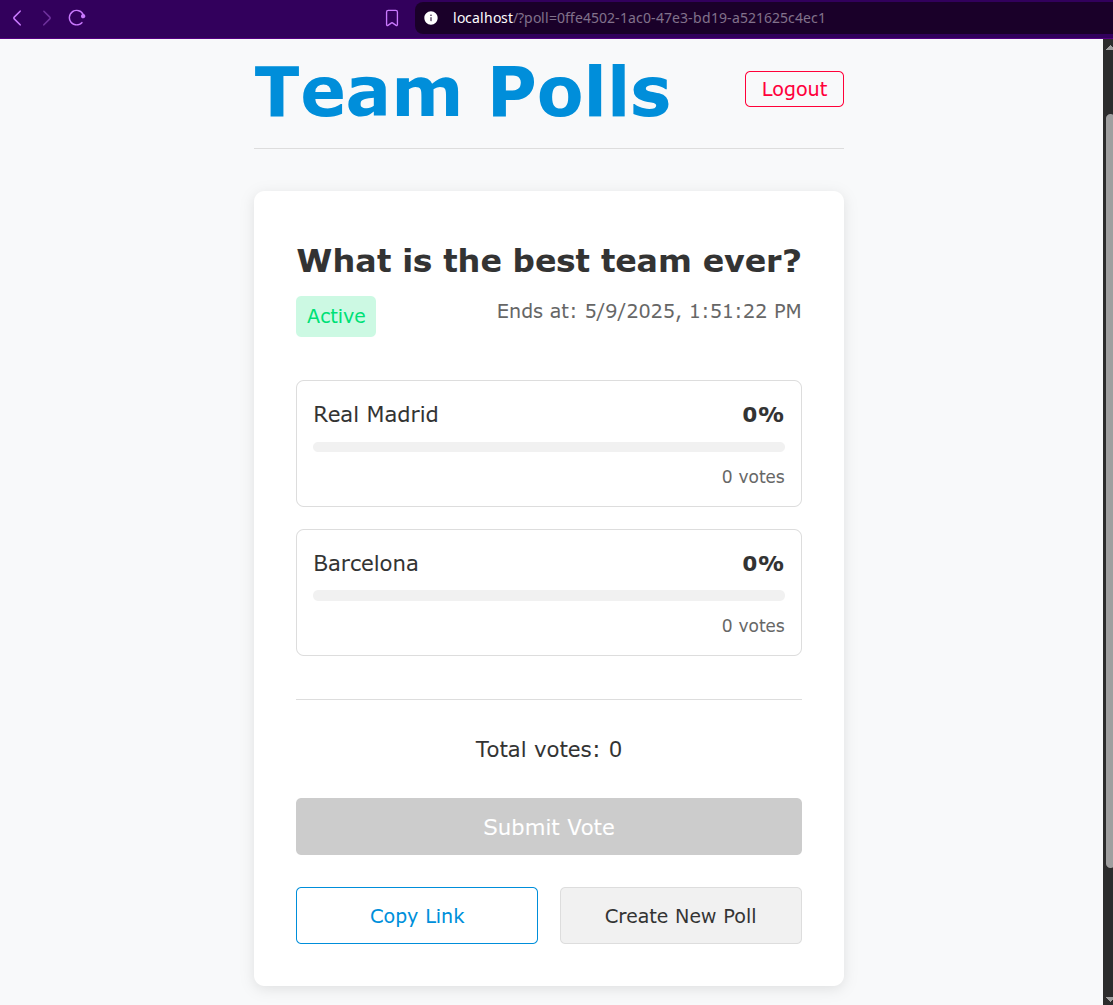 localhost/?poll=0ffe4502-1ac0-47e3-bd19-a521625c4ec1
Team Polls
Logout
What is the best team ever?
Active
Ends at: 5/9/2025, 1:51:22 PM
Real Madrid
0%
0 votes
Barcelona
0%
0 votes
Total votes: 0
Submit Vote
Copy Link
Create New Poll